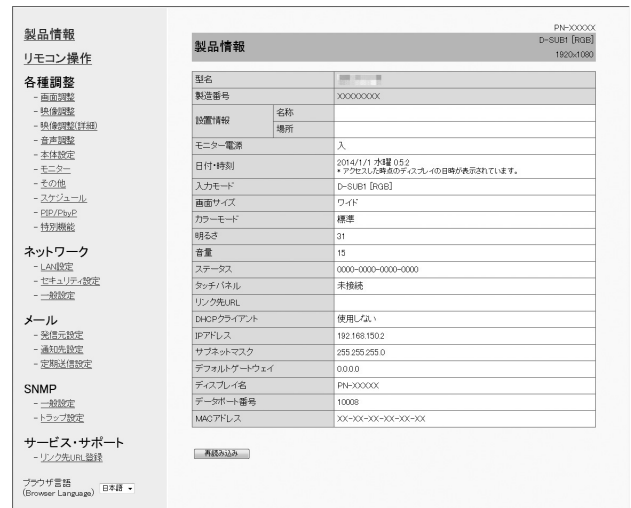 製品情報
リモコン操作
各種調整
- 画面調整
- 映像調整
- 映像調整(詳細)
- 音声調整
- 本体設定
- モニター
- その他
- スケジュール
- PIP/PbyP
- 特別機能
ネットワーク
- LAN設定
- セキュリティ設定
- 一般設定
メール
- 発信元設定
- 通知先設定
- 定期送信設定
SNMP
- 一般設定
- トラップ設定
サービス・サポート
- リンク先URL登録
ブラウザ言語
(Browser Language) 日本語
PN-XXXXX
製品情報 D-SUB1 [RGB]
1920x1080
型名
製造番号 XXXXXXXX
設置情報 名称
場所
モニター電源 入
日付・時刻 2014/1/1 水曜 0:5:2
* アクセスした時点のディスプレイの日時が表示されています。
入力モード D-SUB1 [RGB]
画面サイズ ワイド
カラーモード 標準
明るさ 31
音量 15
ステータス 0000-0000-0000-0000
タッチパネル 未接続
リンク先URL
DHCPクライアント 使用しない
IPアドレス 192.168.150.2
サブネットマスク 255.255.255.0
デフォルトゲートウェイ 0.0.0.0
ディスプレイ名 PN-XXXXX
データポート番号 10008
MACアドレス XX-XX-XX-XX-XX-XX
再読み込み